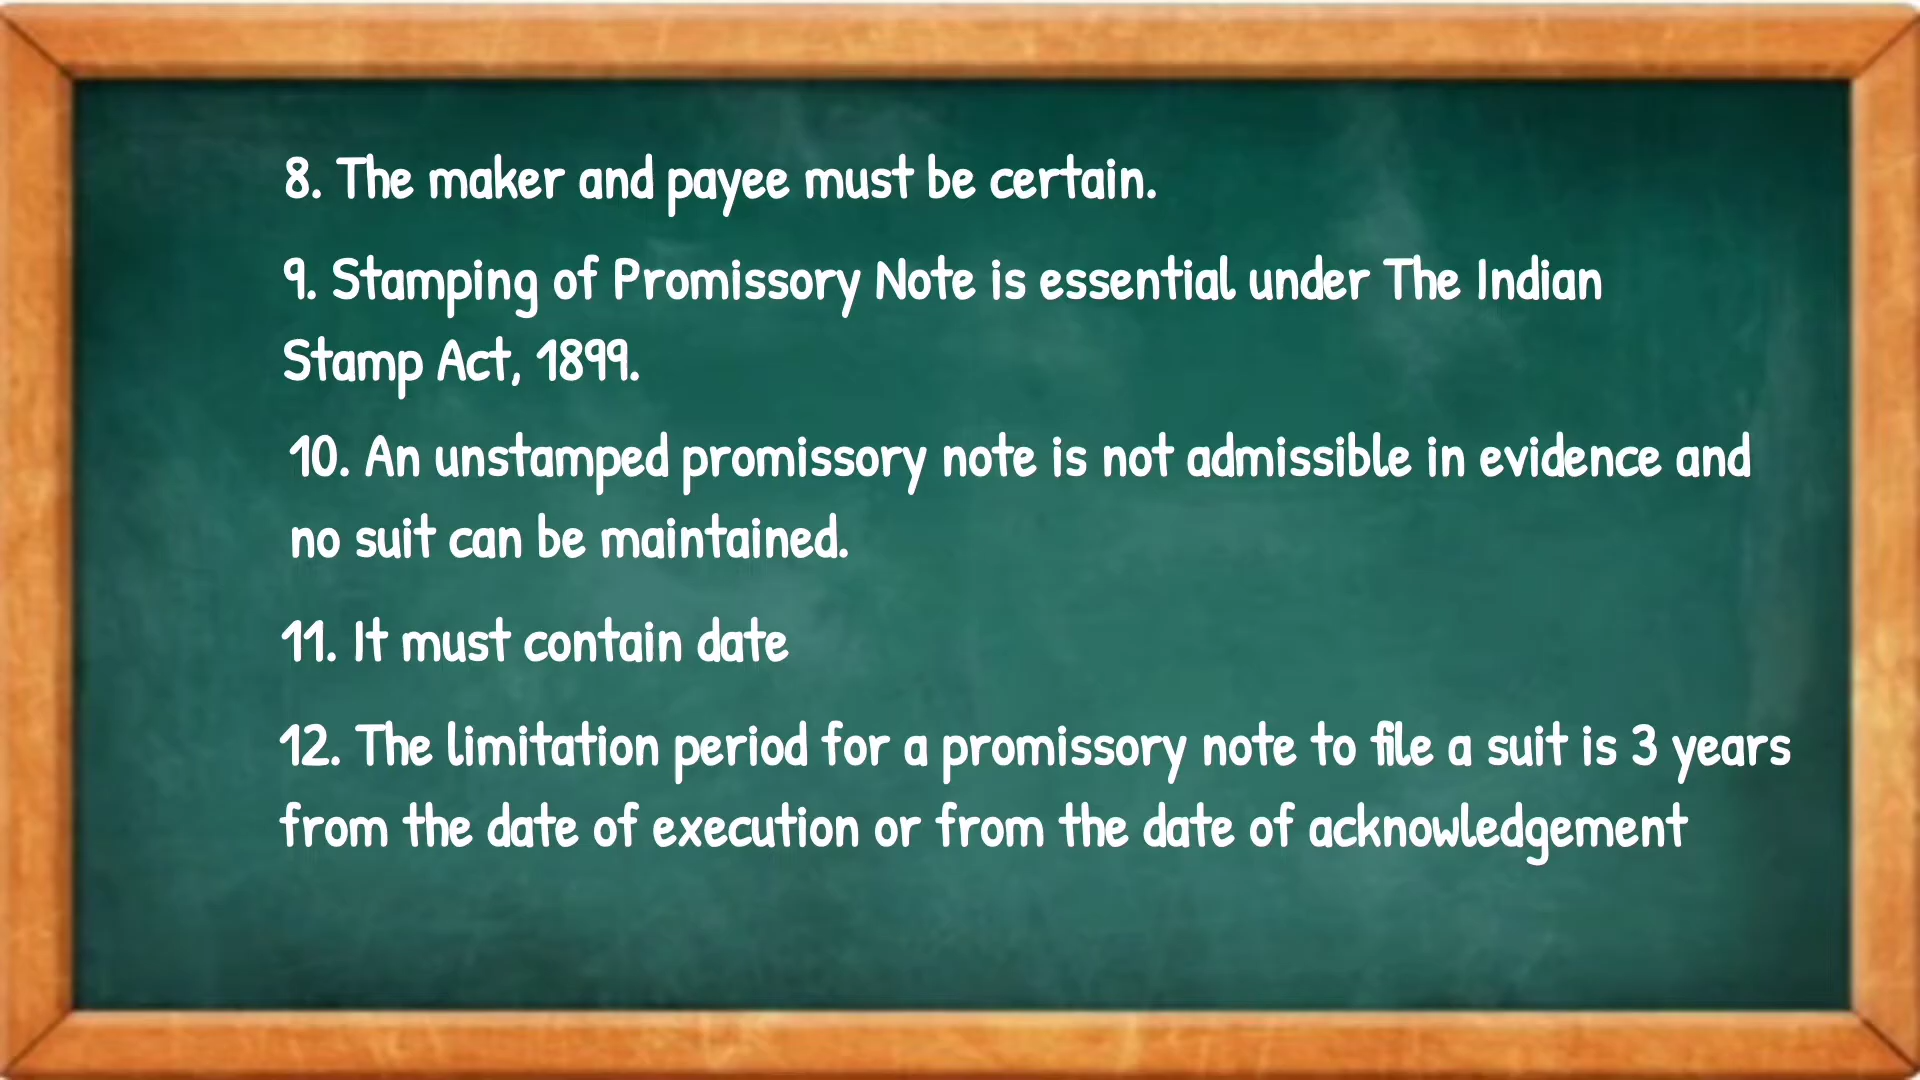 8. The maker and payee must be certain.
9. Stamping of Promissory Note is essential under The Indian
Stamp Act, 1899.
10. An unstamped promissory note is not admissible in evidence and
no suit can be maintained.
11. It must contain date
12. The limitation period for a promissory note to file a suit is 3 years
from the date of execution or from the date of acknowledgement